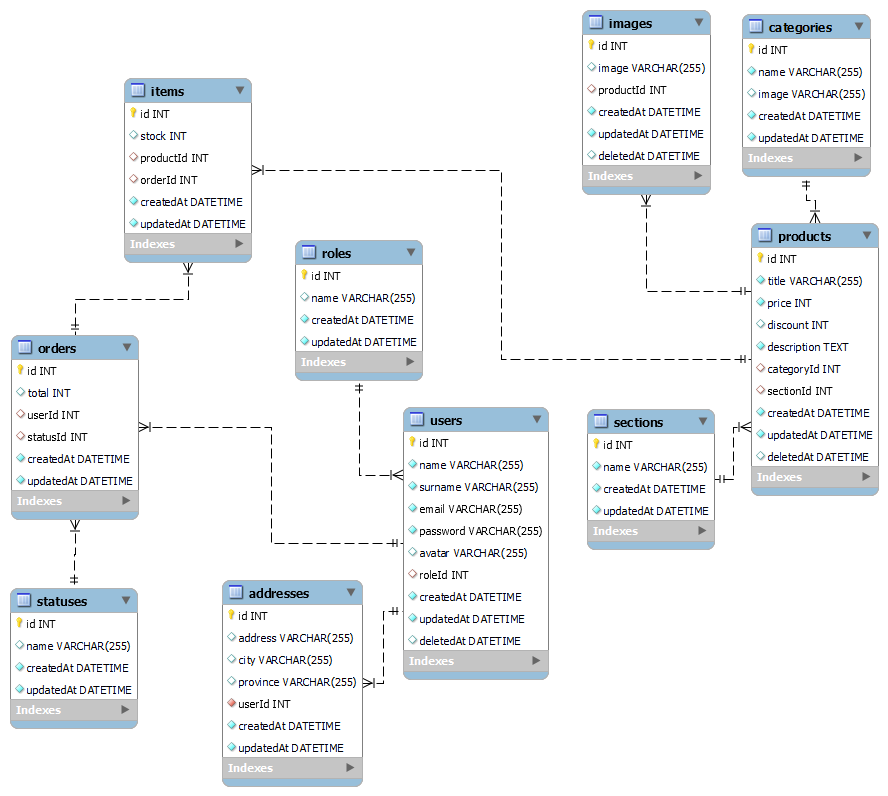 images
id INT
image VARCHAR(255)
productId INT
createdAt DATETIME
updatedAt DATETIME
deletedAt DATETIME
Indexes
categories
id INT
name VARCHAR(255)
image VARCHAR(255)
createdAt DATETIME
updatedAt DATETIME
Indexes
items
id INT
stock INT
productId INT
orderId INT
createdAt DATETIME
updatedAt DATETIME
Indexes
products
id INT
title VARCHAR(255)
price INT
discount INT
description TEXT
categoryId INT
sectionId INT
createdAt DATETIME
updatedAt DATETIME
deletedAt DATETIME
Indexes
roles
id INT
name VARCHAR(255)
createdAt DATETIME
updatedAt DATETIME
Indexes
orders
id INT
total INT
userId INT
statusId INT
createdAt DATETIME
updatedAt DATETIME
Indexes
users
id INT
name VARCHAR(255)
surname VARCHAR(255)
email VARCHAR(255)
password VARCHAR(255)
avatar VARCHAR(255)
roleId INT
createdAt DATETIME
updatedAt DATETIME
deletedAt DATETIME
Indexes
sections
id INT
name VARCHAR(255)
createdAt DATETIME
updatedAt DATETIME
Indexes
statuses
id INT
name VARCHAR(255)
createdAt DATETIME
updatedAt DATETIME
Indexes
addresses
id INT
address VARCHAR(255)
city VARCHAR(255)
province VARCHAR(255)
userId INT
createdAt DATETIME
updatedAt DATETIME
Indexes